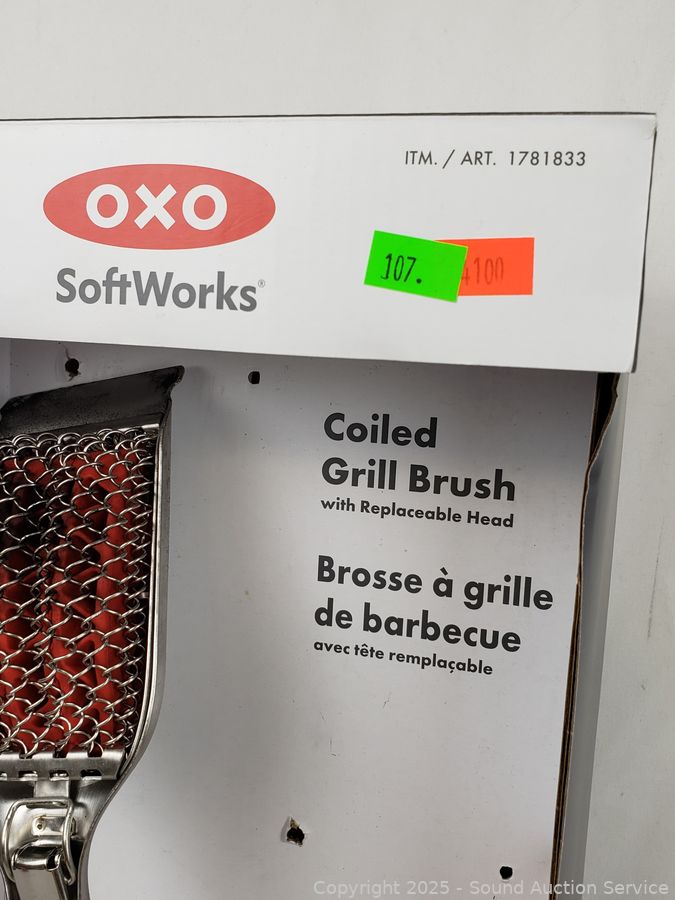 ITM. / ART. 1781833
OXO
SoftWorks®
107.
4100
Coiled
Grill Brush
with Replaceable Head
Brosse à grille
de barbecue
avec tête remplaçable
Copyright 2025 - Sound Auction Service